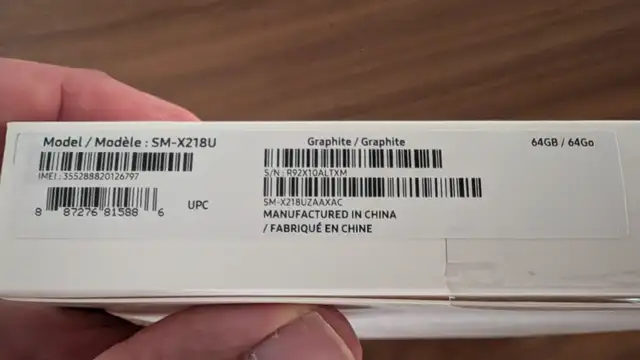 Model / Modèle : SM-X218U
IMEI : 355288820126797
8 87276 81588 6
UPC
Graphite / Graphite
S/N : R92X10ALTXM
SM-X218UZAAXAC
MANUFACTURED IN CHINA
/ FABRIQUÉ EN CHINE
64GB / 64Go